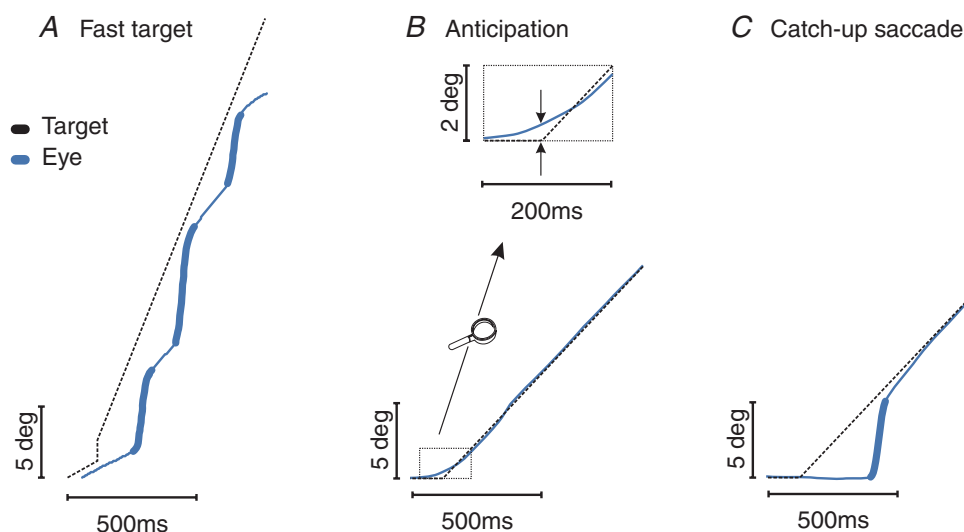 A Fast target
B Anticipation
C Catch-up saccade
Target
Eye
2 deg
200ms
5 deg
500ms
5 deg
500ms
5 deg
500ms